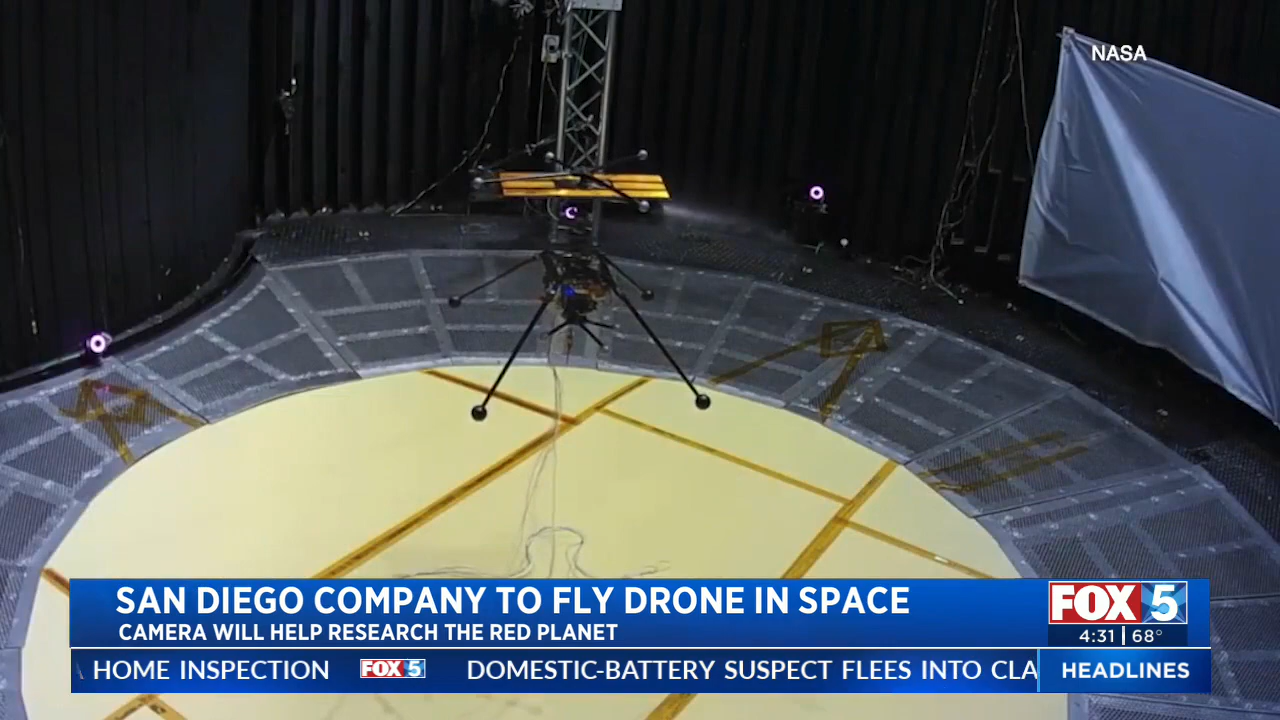 NASA
SAN DIEGO COMPANY TO FLY DRONE IN SPACE
CAMERA WILL HELP RESEARCH THE RED PLANET
FOX 5
4:31 | 68°
HOME INSPECTION FOX 5 DOMESTIC-BATTERY SUSPECT FLEES INTO CLA
HEADLINES